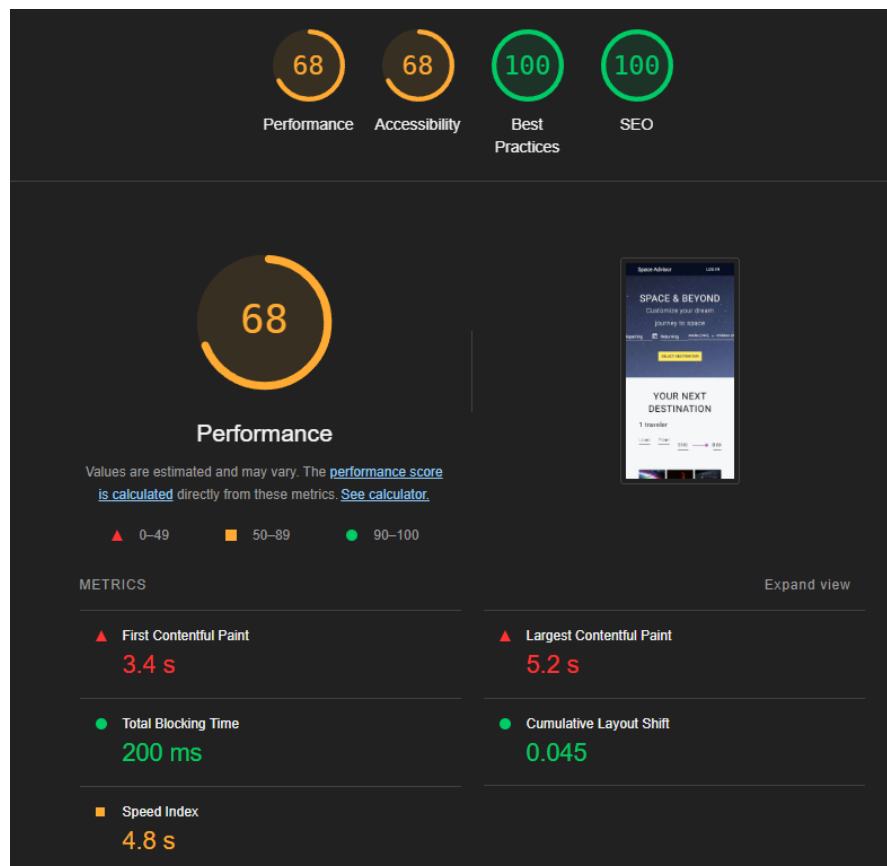 68
68
100
100
Performance
Accessibility
Best
Practices
SEO
68
Performance
Values are estimated and may vary. The performance score
is calculated directly from these metrics. See calculator.
0–49
50–89
90–100
Space Advisor
LOG IN
SPACE & BEYOND
Customize your dream
journey to space
Returning
SELECT DESTINATION
YOUR NEXT
DESTINATION
1 traveler
METRICS
Expand view
First Contentful Paint
3.4 s
Largest Contentful Paint
5.2 s
Total Blocking Time
200 ms
Cumulative Layout Shift
0.045
Speed Index
4.8 s